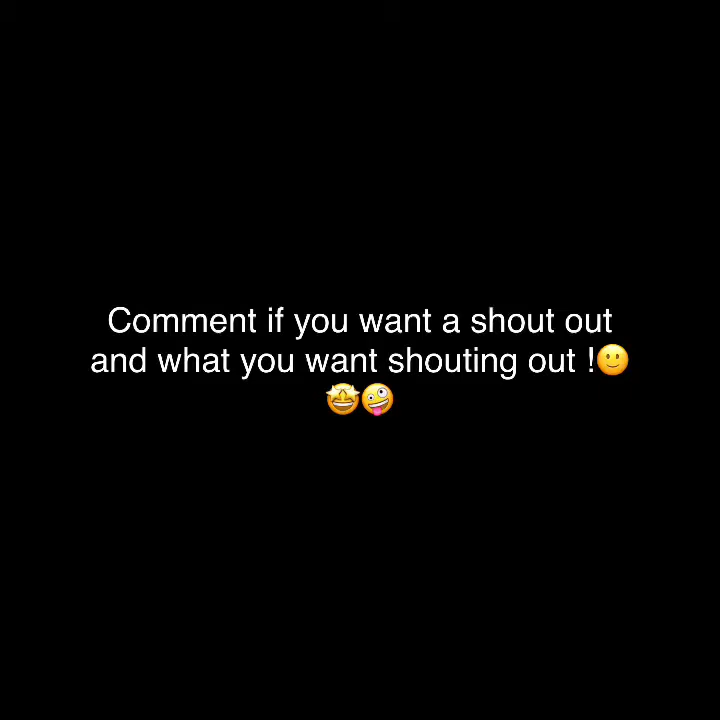 Comment if you want a shout out
and what you want shouting out !🙂
🤩🤪